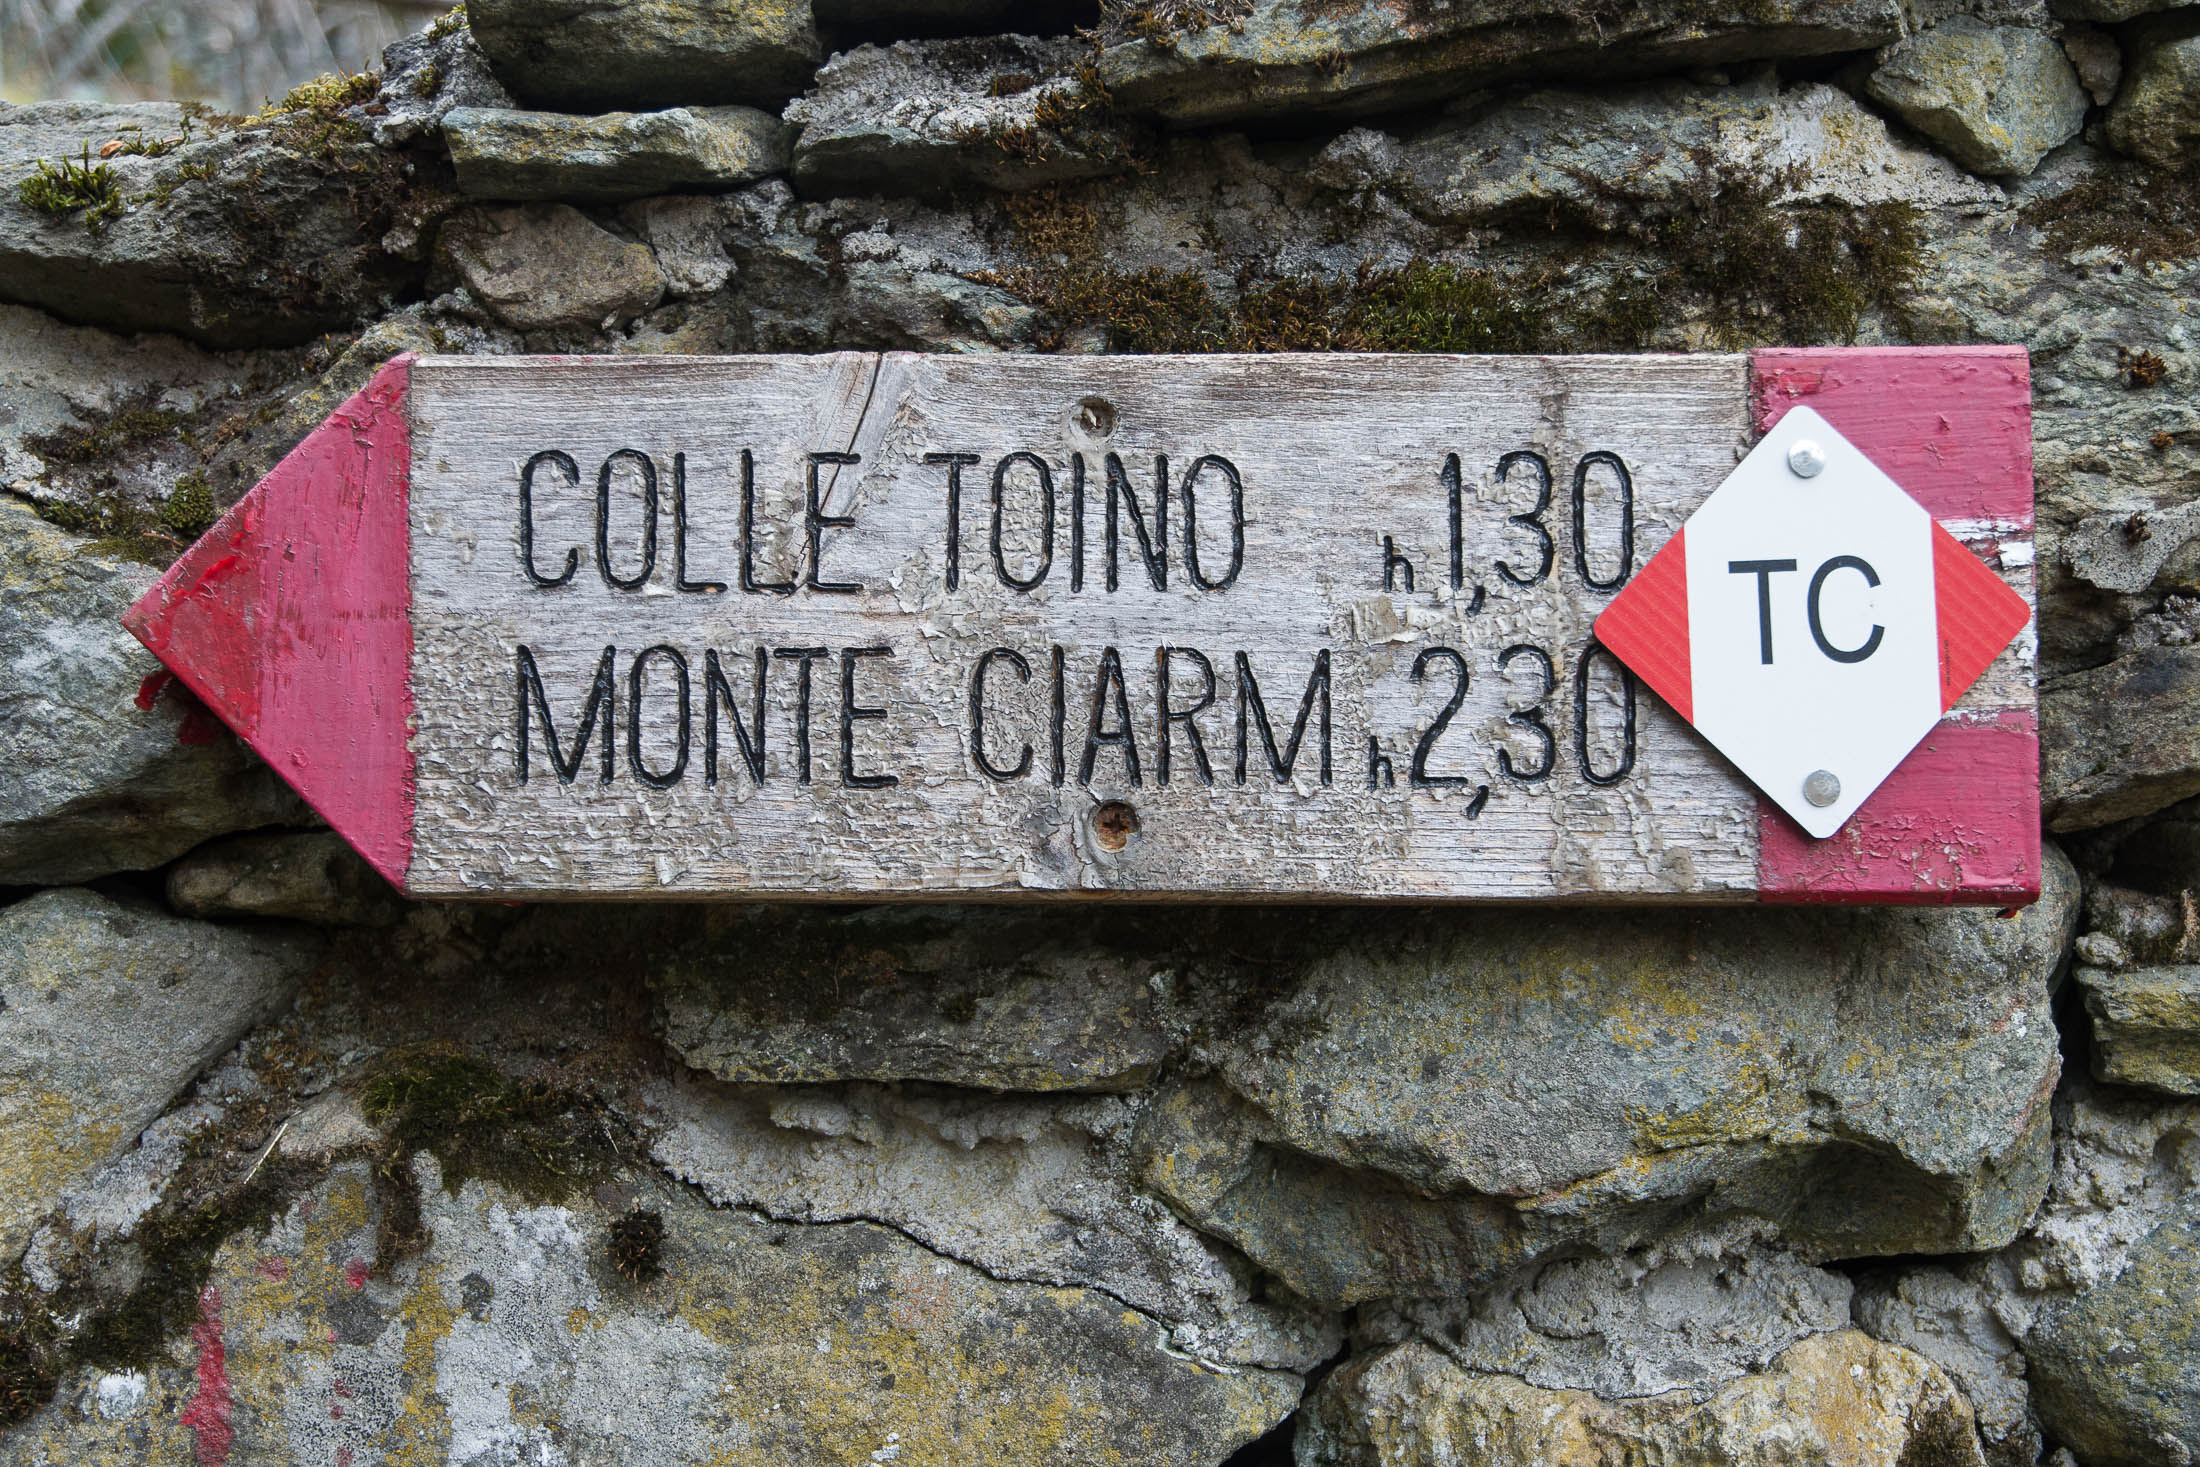 COLLE TOINO h 1,30
MONTE CIARM h 2,30
TC